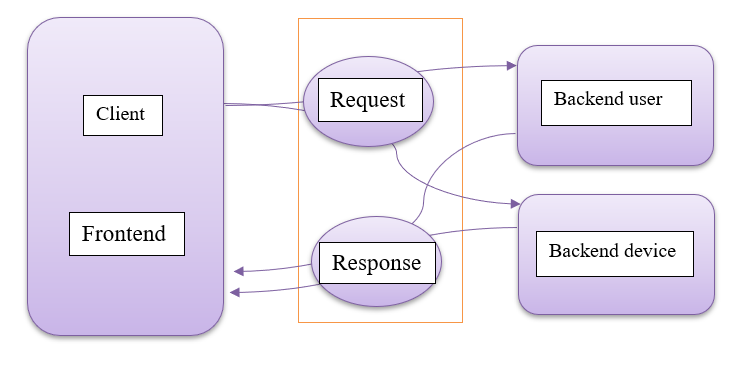 Client
Frontend
Request
Response
Backend user
Backend device